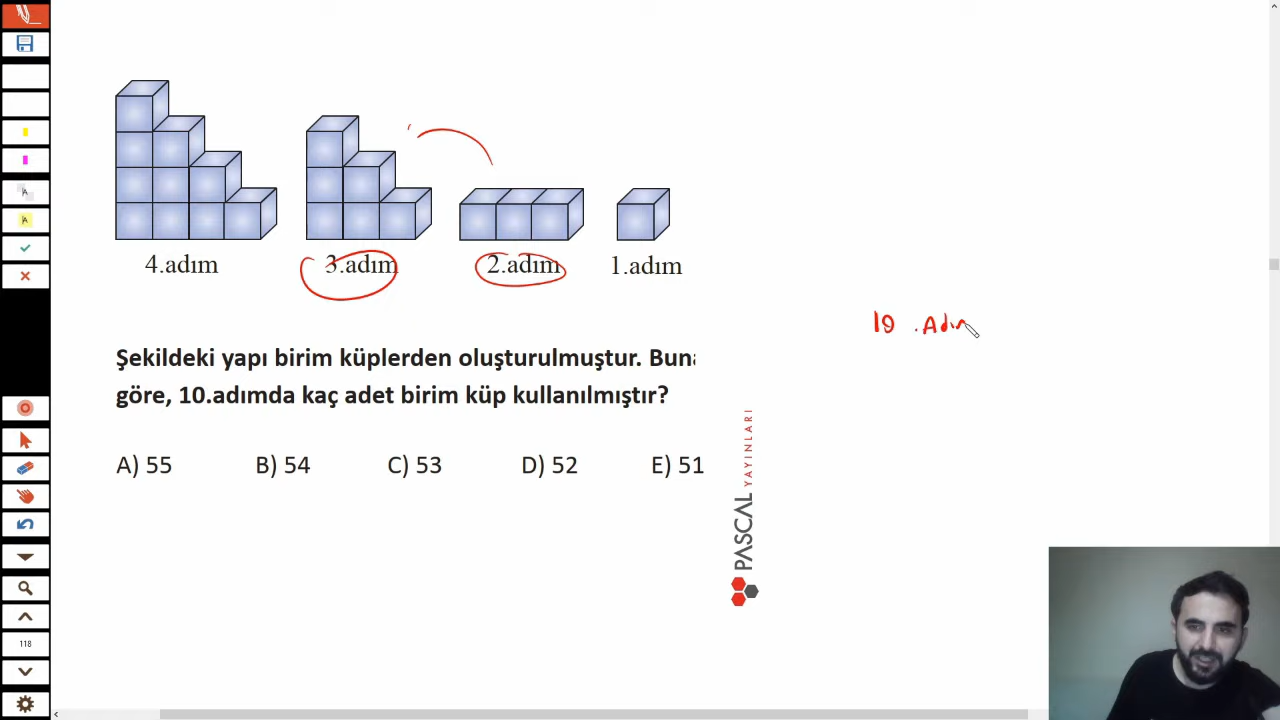 4.adım 3.adım 2.adım 1.adım
10 .Adım
Şekildeki yapı birim küplerden oluşturulmuştur. Buna
göre, 10.adımda kaç adet birim küp kullanılmıştır?
A) 55 B) 54 C) 53 D) 52 E) 51
PASCAL YAYINLARI
118